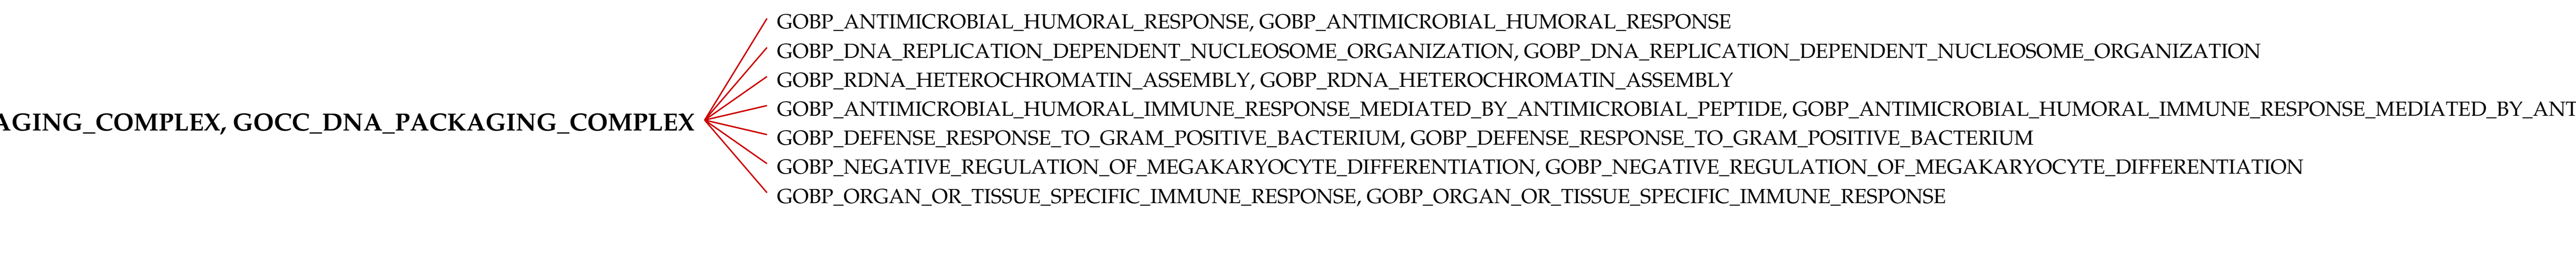 GOBP_ANTIMICROBIAL_HUMORAL_RESPONSE, GOBP_ANTIMICROBIAL_HUMORAL_RESPONSE
GOBP_DNA_REPLICATION_DEPENDENT_NUCLEOSOME_ORGANIZATION, GOBP_DNA_REPLICATION_DEPENDENT_NUCLEOSOME_ORGANIZATION
GOBP_RDNA_HETEROCHROMATIN_ASSEMBLY, GOBP_RDNA_HETEROCHROMATIN_ASSEMBLY
GOBP_ANTIMICROBIAL_HUMORAL_IMMUNE_RESPONSE_MEDIATED_BY_ANTIMICROBIAL_PEPTIDE, GOBP_ANTIMICROBIAL_HUMORAL_IMMUNE_RESPONSE_MEDIATED_BY_ANT
AGING_COMPLEX, GOCC_DNA_PACKAGING_COMPLEX
GOBP_DEFENSE_RESPONSE_TO_GRAM_POSITIVE_BACTERIUM, GOBP_DEFENSE_RESPONSE_TO_GRAM_POSITIVE_BACTERIUM
GOBP_NEGATIVE_REGULATION_OF_MEGAKARYOCYTE_DIFFERENTIATION, GOBP_NEGATIVE_REGULATION_OF_MEGAKARYOCYTE_DIFFERENTIATION
GOBP_ORGAN_OR_TISSUE_SPECIFIC_IMMUNE_RESPONSE, GOBP_ORGAN_OR_TISSUE_SPECIFIC_IMMUNE_RESPONSE